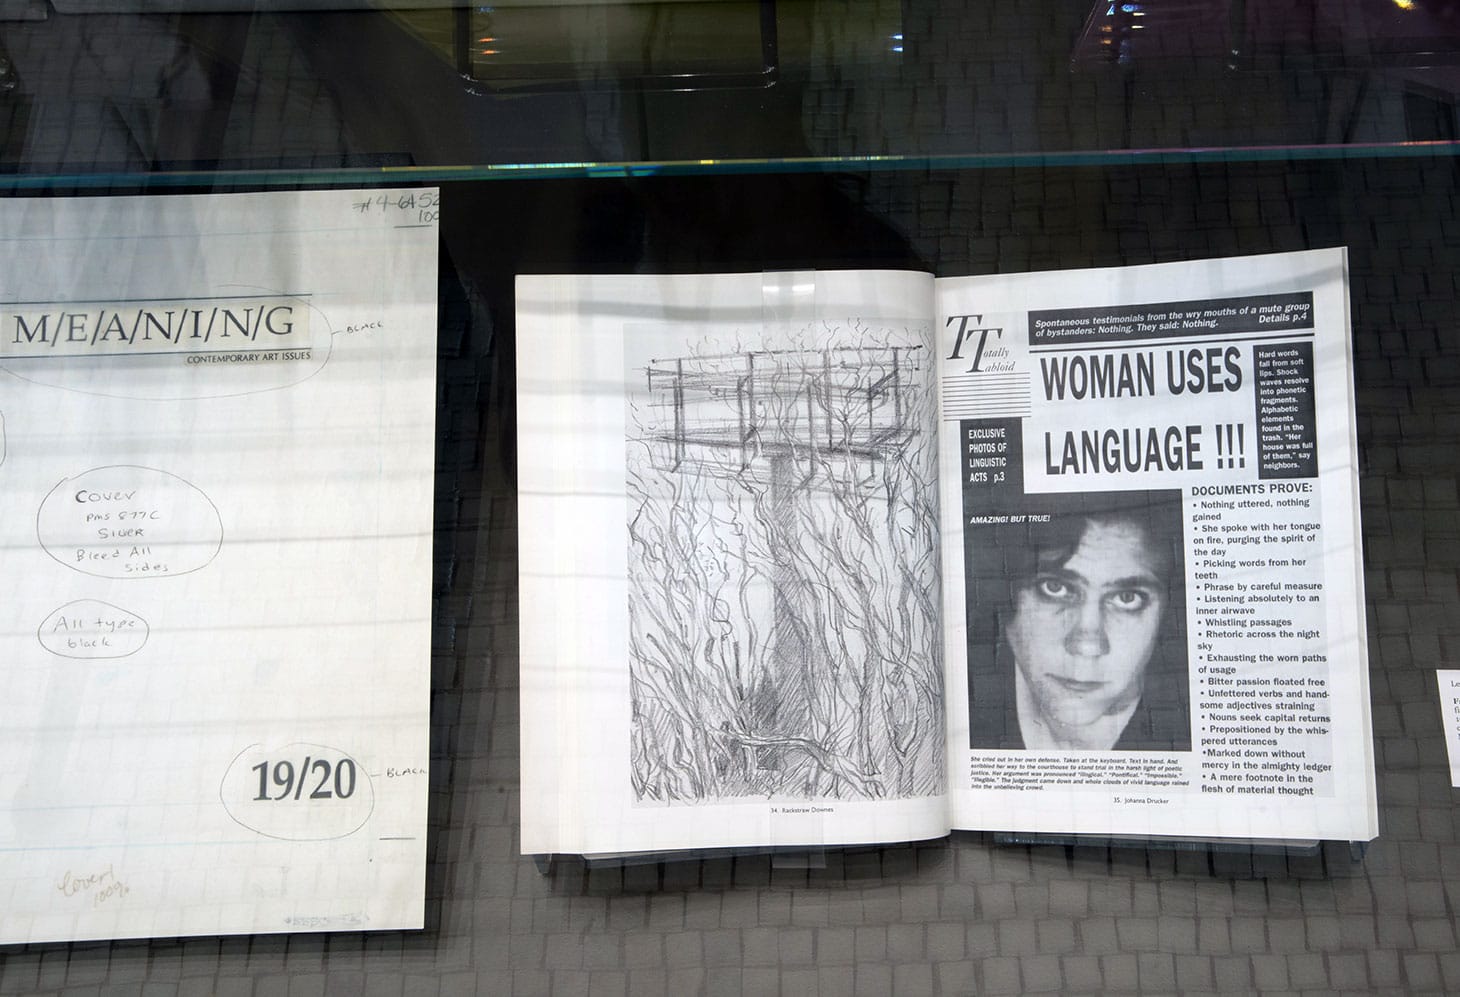 #4-6452
100
M/E/A/N/I/N/G
CONTEMPORARY ART ISSUES
BLACK
Cover
PMS 877C
Silver
Bleed All
Sides
All type
black
19/20
BLACK
Cover
100%
34. Rackstraw Downes
Totally
Tabloid
Spontaneous testimonials from the wry mouths of a mute group
of bystanders: Nothing. They said: Nothing. Details p.4
WOMAN USES
LANGUAGE !!!
Hard words
fall from soft
lips. Shock
waves resolve
into phonetic
fragments.
Alphabetic
elements
found in the
trash. "Her
house was full
of them," say
neighbors.
EXCLUSIVE
PHOTOS OF
LINGUISTIC
ACTS p.3
AMAZING! BUT TRUE!
DOCUMENTS PROVE:
• Nothing uttered, nothing
gained
• She spoke with her tongue
on fire, purging the spirit of
the day
• Picking words from her
teeth
• Phrase by careful measure
• Listening absolutely to an
inner airwave
• Whistling passages
• Rhetoric across the night
sky
• Exhausting the worn paths
of usage
• Bitter passion floated free
• Unfettered verbs and hand-
some adjectives straining
• Nouns seek capital returns
• Prepositioned by the whis-
pered utterances
•Marked down without
mercy in the almighty ledger
• A mere footnote in the
flesh of material thought
She cried out in her own defense. Taken at the keyboard. Text in hand. And
scribbled her way to the courthouse to stand trial in the harsh light of poetic
justice. Her argument was pronounced "illogical." "Pontifical." "Impossible."
"Illegible." The judgment came down and whole clouds of vivid language rained
into the unbelieving crowd.
35. Johanna Drucker